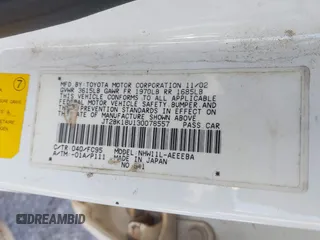 7
MFD BY TOYOTA MOTOR CORPORATION 11/02
GVWR 3615LB GAWR FR 1970LB RR 1685LB
THIS VEHICLE CONFORMS TO ALL APPLICABLE
FEDERAL MOTOR VEHICLE SAFETY, BUMPER, AND
THEFT PREVENTION STANDARDS IN EFFECT
ON THE DATE OF MANUFACTURE SHOWN ABOVE.
JT2BK18U130078557 PASS. CAR
C/TR 040/FC95 MODEL: NHW11L-AEEEBA
A/TM -01A/P111 MADE IN JAPAN